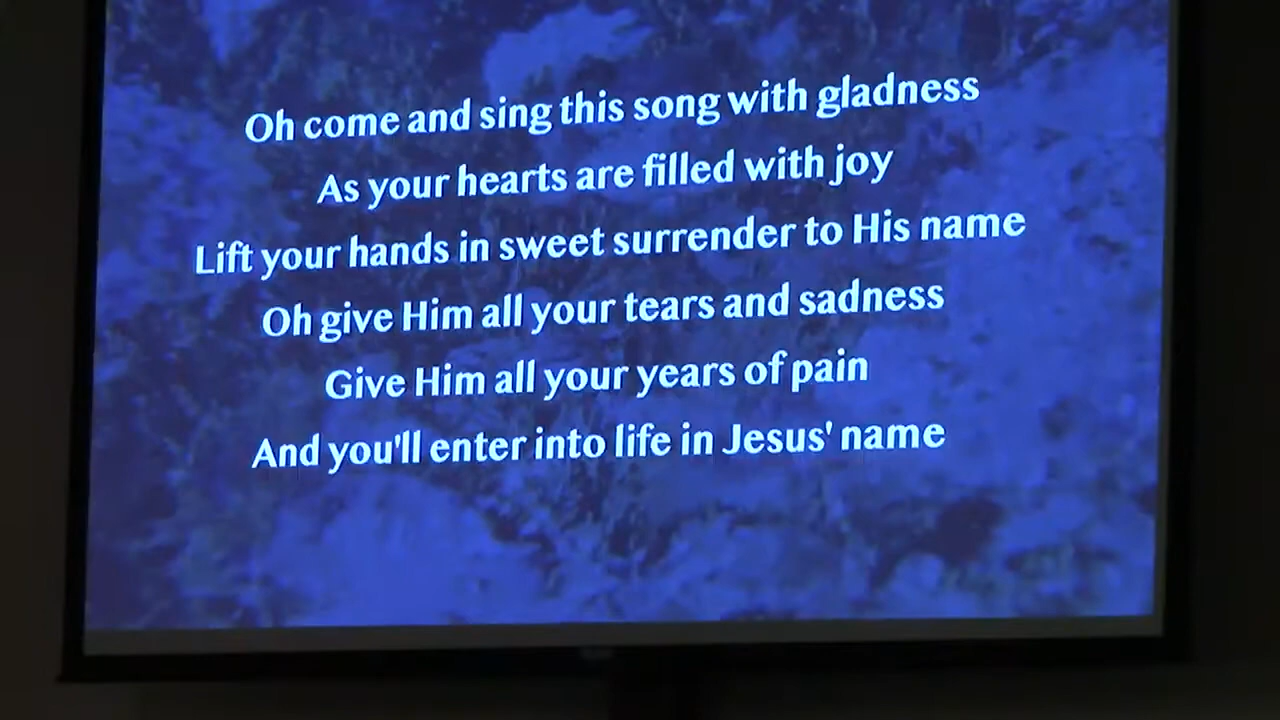 Oh come and sing this song with gladness
As your hearts are filled with joy
Lift your hands in sweet surrender to His name
Oh give Him all your tears and sadness
Give Him all your years of pain
And you'll enter into life in Jesus' name